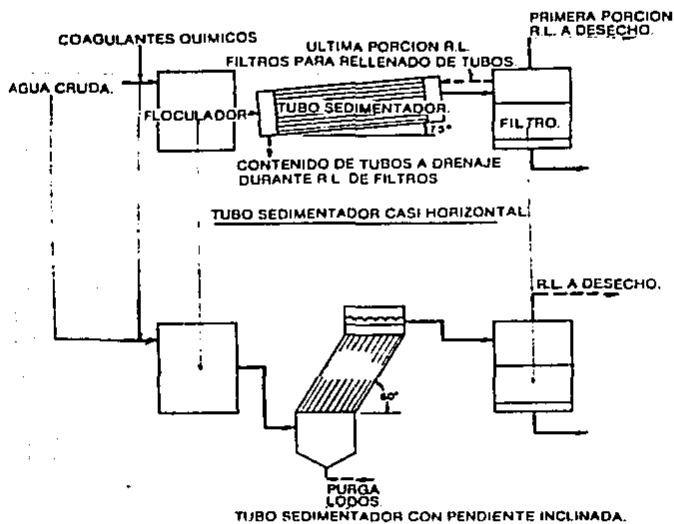 PRIMERA PORCION
R.L. A DESECHO.
COAGULANTES QUIMICOS
ULTIMA PORCION R.L.
FILTROS PARA RELLENADO DE TUBOS.
AGUA CRUDA.
FLOCULADOR
TUBO SEDIMENTADOR.
FILTRO.
75°
CONTENIDO DE TUBOS A DRENAJE
DURANTE R.L. DE FILTROS
TUBO SEDIMENTADOR CASI HORIZONTAL
R.L. A DESECHO.
60°
PURGA
LODOS.
TUBO SEDIMENTADOR CON PENDIENTE INCLINADA.